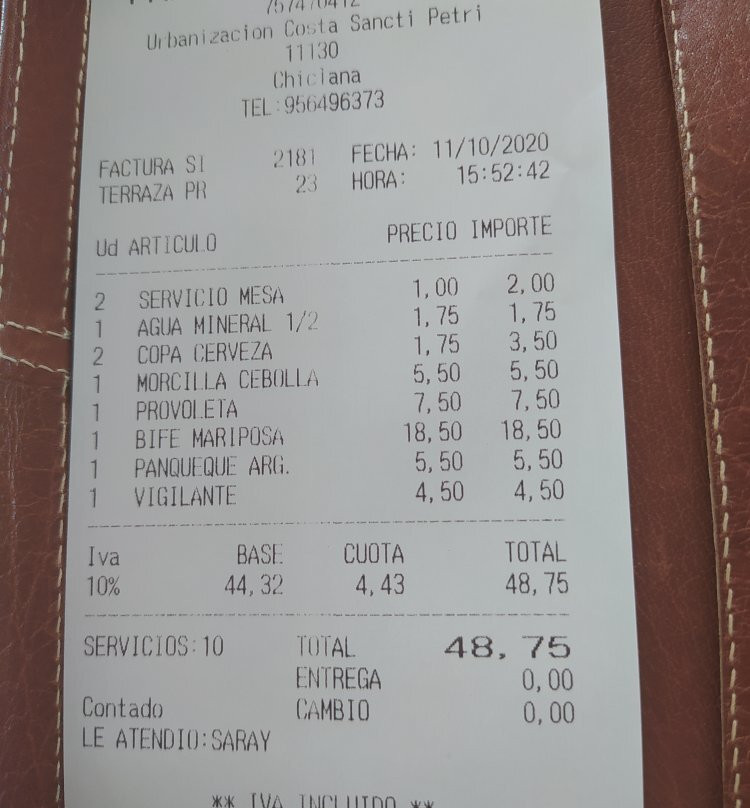 Urbanizacion Costa Sancti Petri
11130
Chiclana
TEL:956496373
FACTURA SI 2181 FECHA: 11/10/2020
TERRAZA PR 23 HORA: 15:52:42
Ud ARTICULO PRECIO IMPORTE
2 SERVICIO MESA 1,00 2,00
1 AGUA MINERAL 1/2 1,75 1,75
2 COPA CERVEZA 1,75 3,50
1 MORCILLA CEBOLLA 5,50 5,50
1 PROVOLETA 7,50 7,50
1 BIFE MARIPOSA 18,50 18,50
1 PANQUEQUE ARG. 5,50 5,50
1 VIGILANTE 4,50 4,50
Iva BASE CUOTA TOTAL
10% 44,32 4,43 48,75
SERVICIOS:10 TOTAL 48,75
ENTREGA 0,00
Contado CAMBIO 0,00
LE ATENDIO:SARAY
** IVA INCLUIDO **